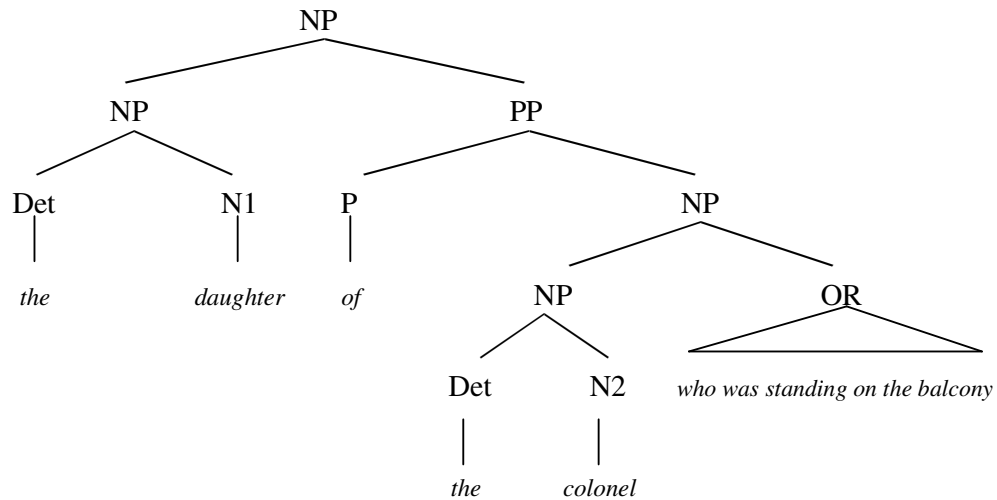 NP
NP PP
Det N1 P NP
the daughter of NP OR
Det N2 who was standing on the balcony
the colonel